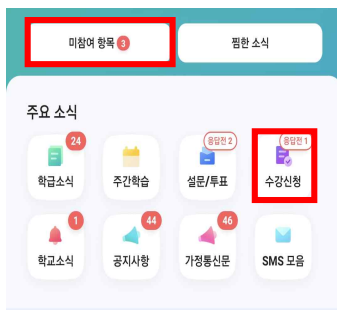 미참여 항목 3
찜한 소식
주요 소식
24
응답전 2
응답전 1
학급소식
주간학습
설문/투표
수강신청
1
44
46
학교소식
공지사항
가정통신문
SMS 모음